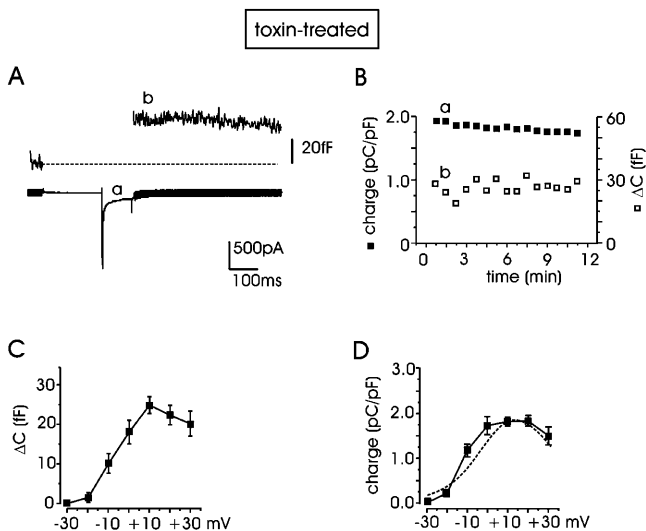 toxin-treated
A
b
20fF
a
500pA
100ms
B
2.0
1.0
0
■ charge (pC/pF)
a
b
60
30
0
□ ΔC (fF)
0 3 6 9 12
time (min)
C
ΔC (fF)
30
20
10
0
-30 -10 +10 +30 mV
D
charge (pC/pF)
3.0
2.0
1.0
0.0
-30 -10 +10 +30 mV